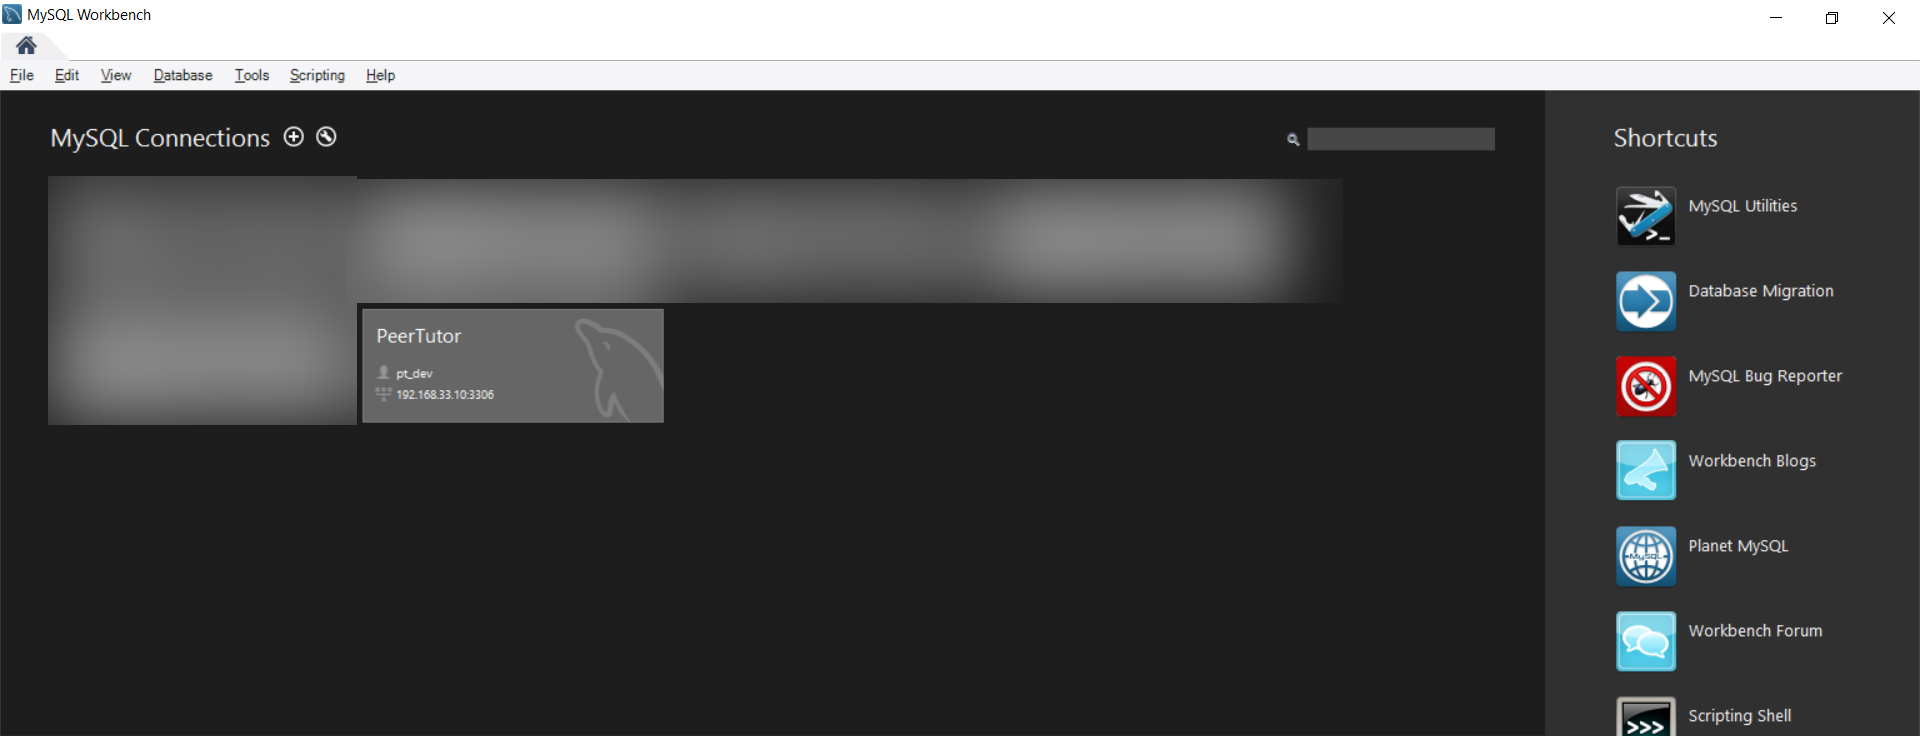 MySQL Workbench
File Edit View Database Tools Scripting Help
MySQL Connections
PeerTutor
pt_dev
192.168.33.10:3306
Shortcuts
MySQL Utilities
Database Migration
MySQL Bug Reporter
Workbench Blogs
MySQL
Planet MySQL
Workbench Forum
>>>
Scripting Shell